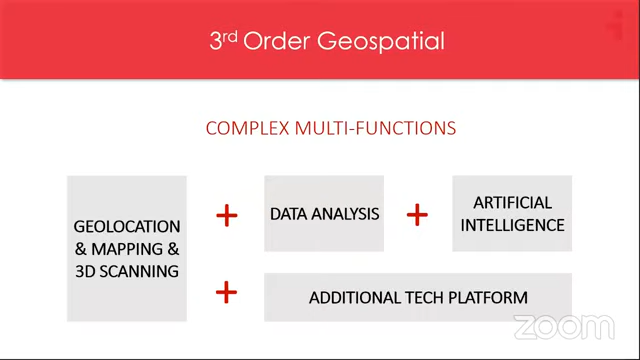 3rd Order Geospatial
COMPLEX MULTI-FUNCTIONS
GEOLOCATION
& MAPPING &
3D SCANNING
+
DATA ANALYSIS
+
ARTIFICIAL
INTELLIGENCE
+
ADDITIONAL TECH PLATFORM
zoom